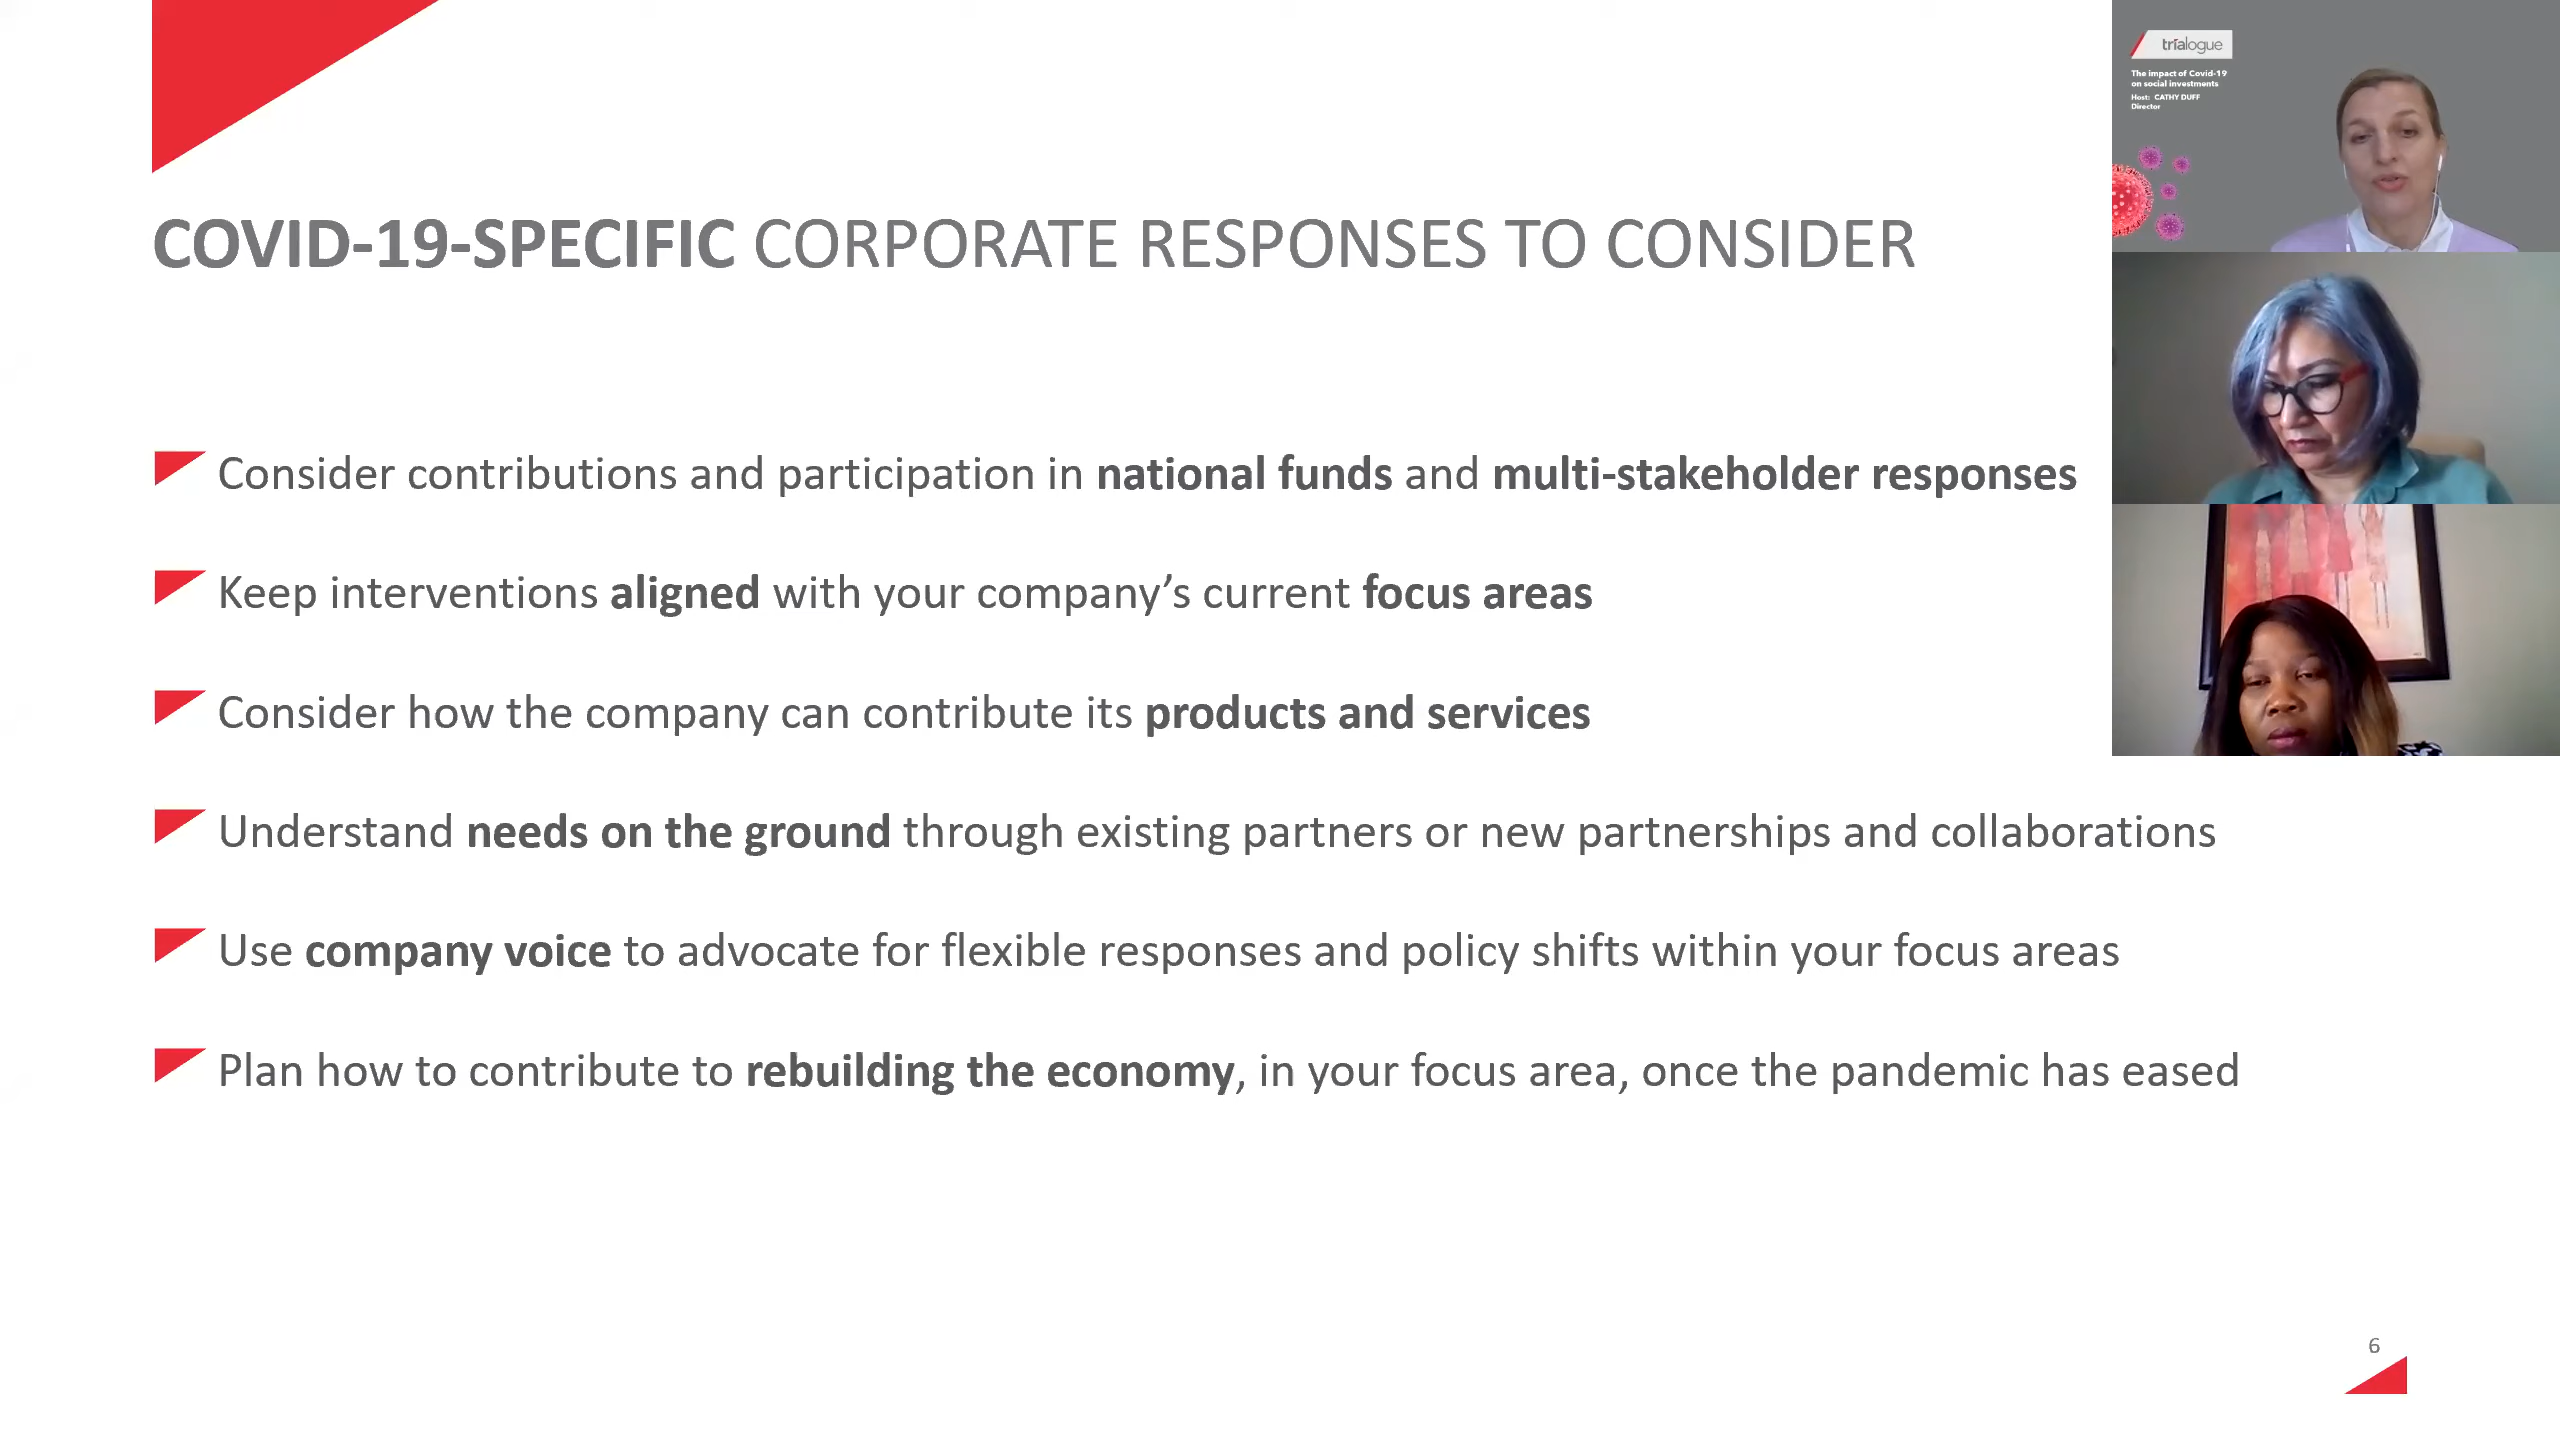 trialogue
The impact of Covid-19
on social investments
Host: CATHY DUFF
Director
COVID-19-SPECIFIC CORPORATE RESPONSES TO CONSIDER
Consider contributions and participation in national funds and multi-stakeholder responses
Keep interventions aligned with your company’s current focus areas
Consider how the company can contribute its products and services
Understand needs on the ground through existing partners or new partnerships and collaborations
Use company voice to advocate for flexible responses and policy shifts within your focus areas
Plan how to contribute to rebuilding the economy, in your focus area, once the pandemic has eased
6